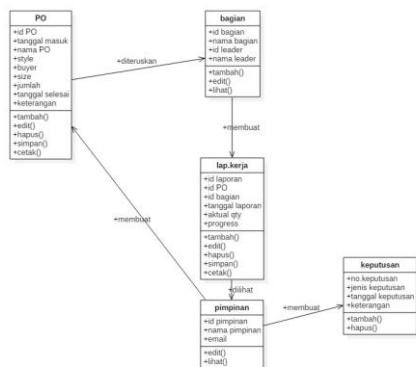 PO
+id PO
+tanggal masuk
+nama PO
+style
+buyer
+size
+jumlah
+tanggal selesai
+keterangan
+tambah()
+edit()
+hapus()
+simpan()
+cetak()
+diteruskan
bagian
+id bagian
+nama bagian
+id leader
+nama leader
+tambah()
+edit()
+lihat()
+membuat
lap.kerja
+id laporan
+id PO
+id bagian
+tanggal laporan
+aktual qty
+progress
+tambah()
+edit()
+hapus()
+simpan()
+cetak()
+dilihat
+membuat
pimpinan
+id pimpinan
+nama pimpinan
+email
+edit()
+lihat()
+membuat
keputusan
+no.keputusan
+jenis keputusan
+tanggal keputusan
+keterangan
+tambah()
+hapus()